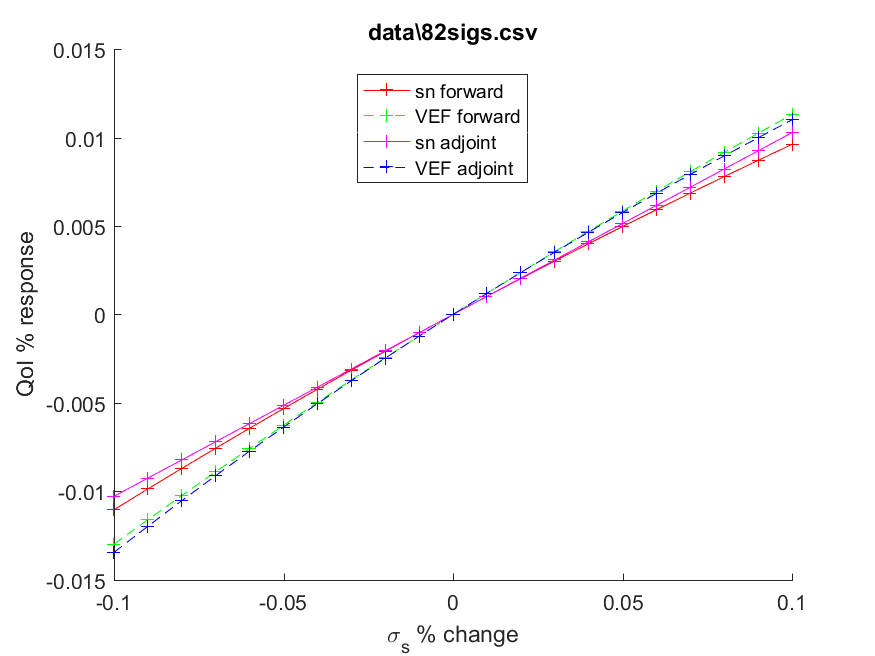 data\82sigs.csv
0.015
0.01
0.005
0
-0.005
-0.01
-0.015
QoI % response
sn forward
VEF forward
sn adjoint
VEF adjoint
-0.1
-0.05
0
0.05
0.1
σs % change